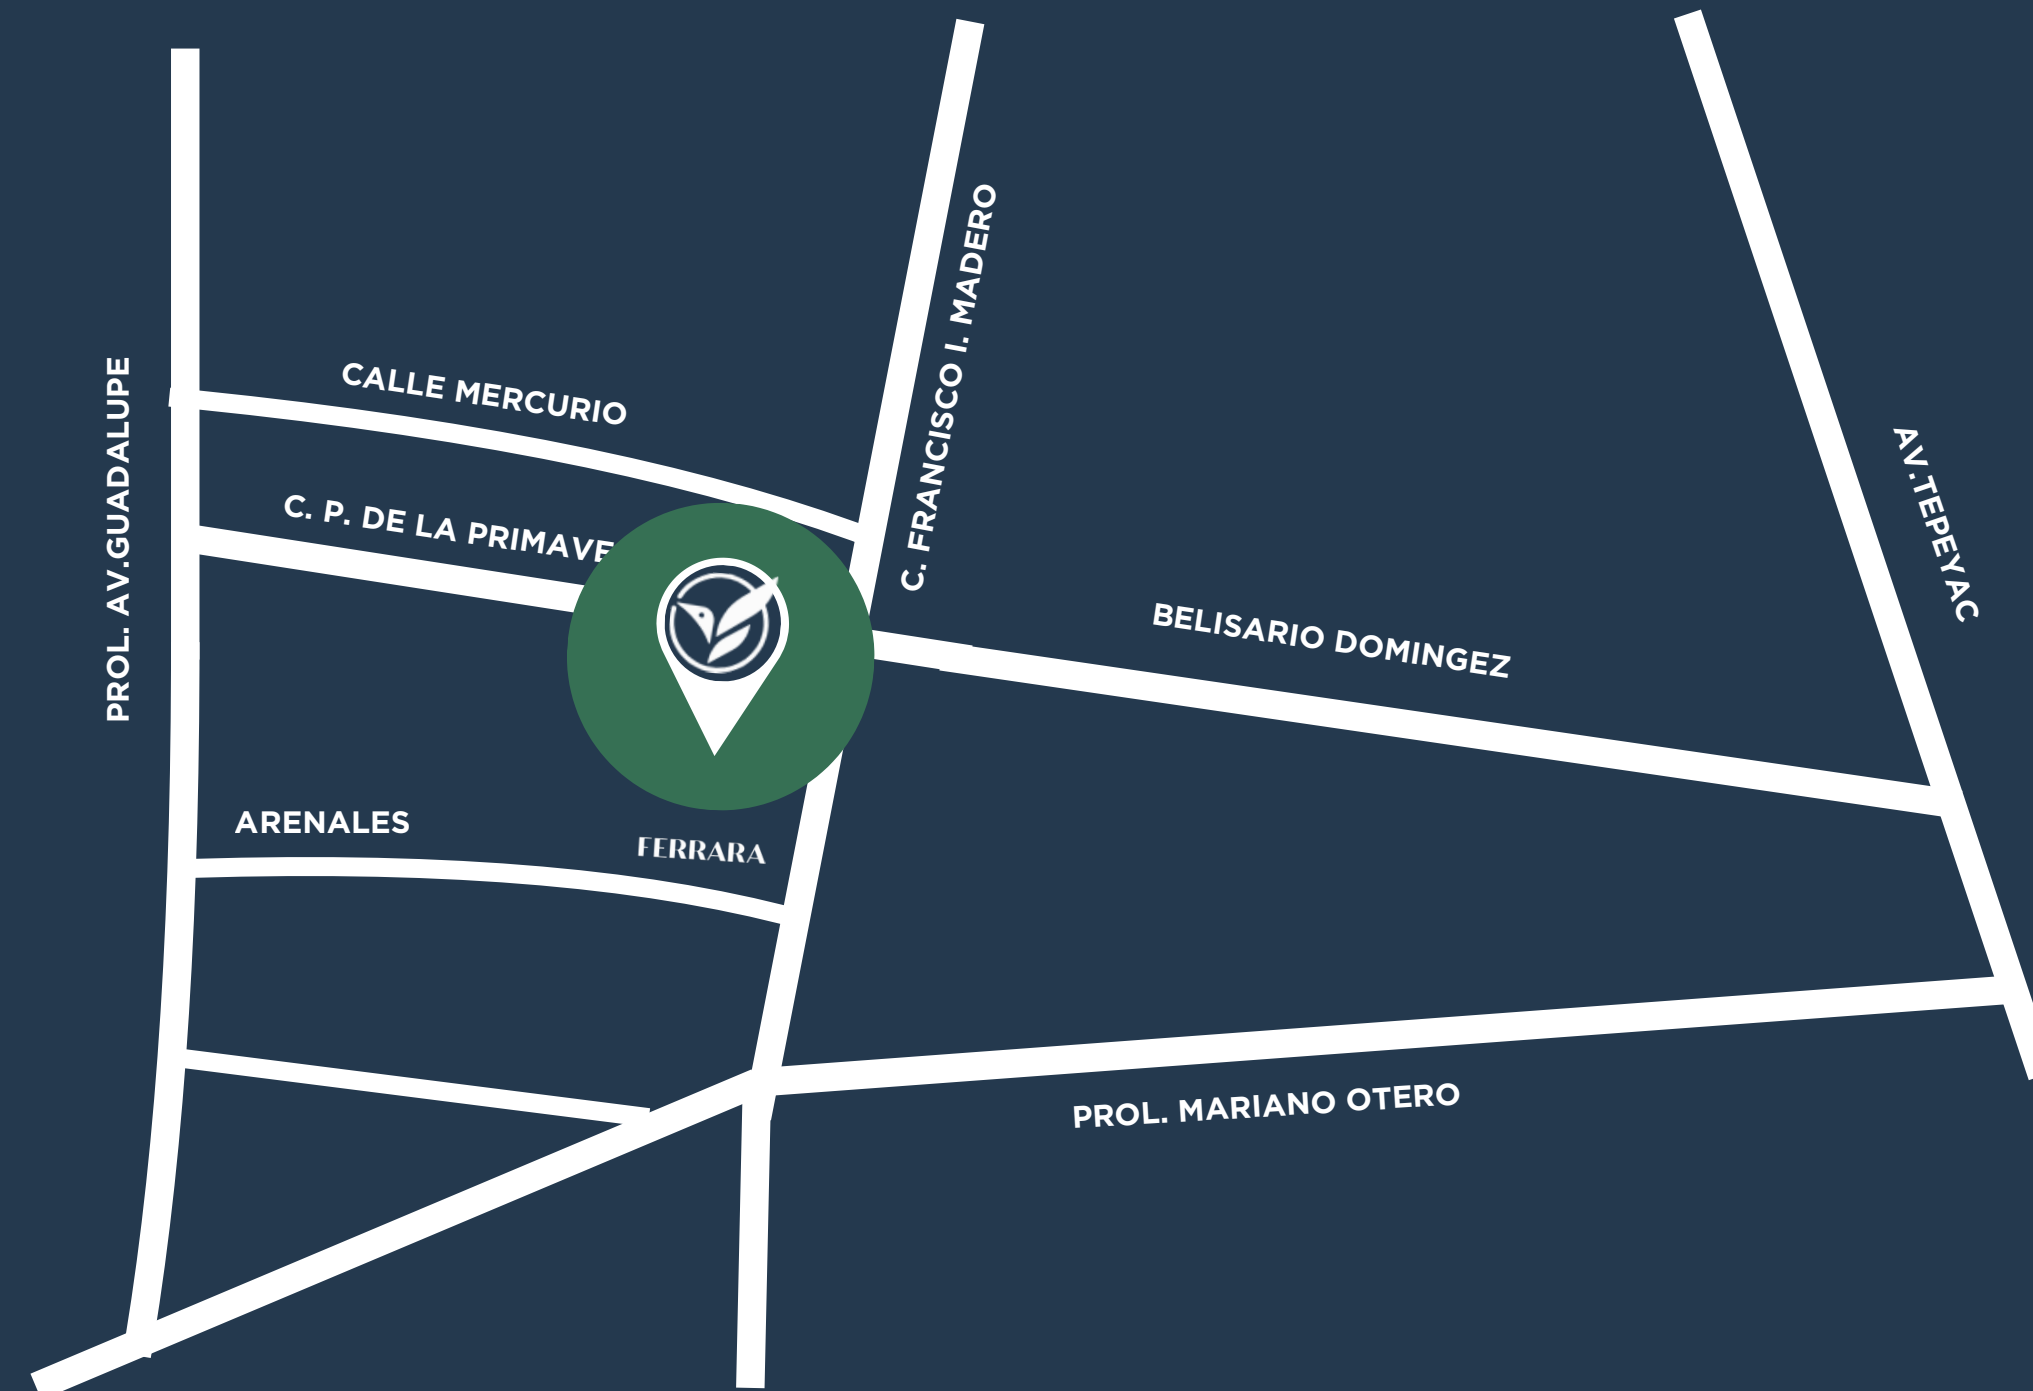 C. FRANCISCO I. MADERO
CALLE MERCURIO
PROL. AV.GUADALUPE
C. P. DE LA PRIMAVE
AV.TEPEYAC
BELISARIO DOMINGEZ
ARENALES
FERRARA
PROL. MARIANO OTERO